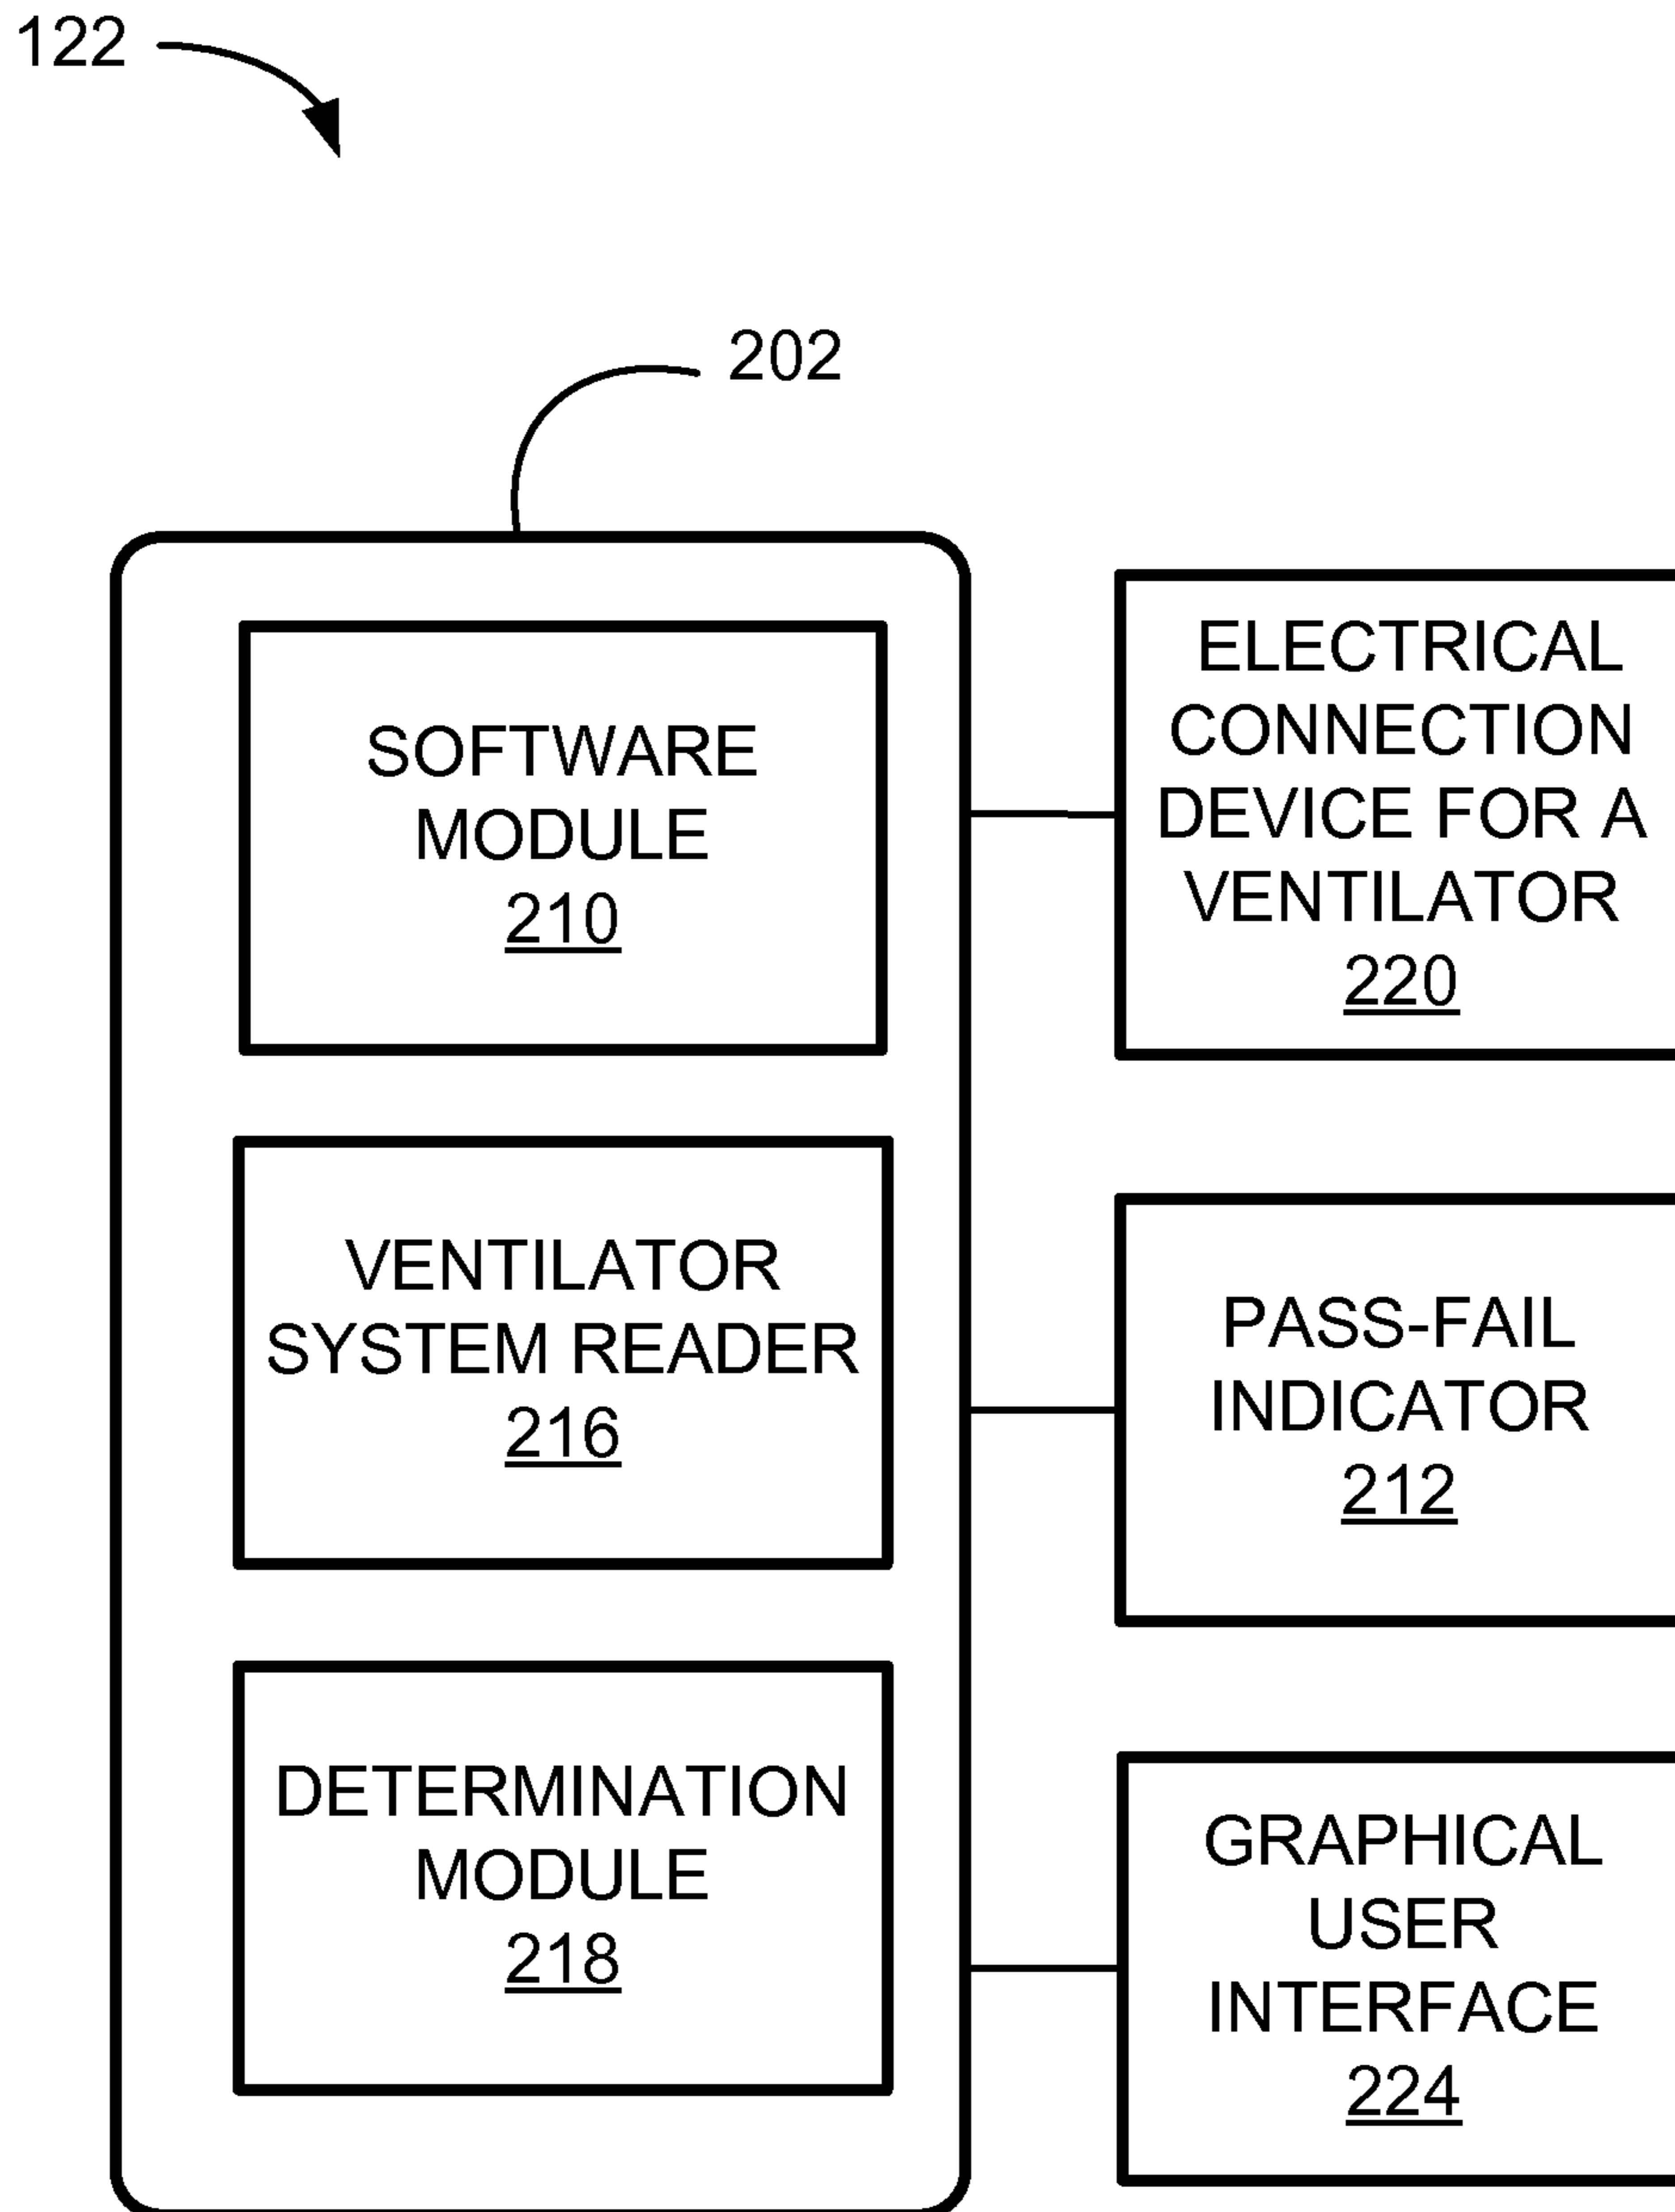 122
202
SOFTWARE
MODULE
210
VENTILATOR
SYSTEM READER
216
DETERMINATION
MODULE
218
ELECTRICAL
CONNECTION
DEVICE FOR A
VENTILATOR
220
PASS-FAIL
INDICATOR
212
GRAPHICAL
USER
INTERFACE
224